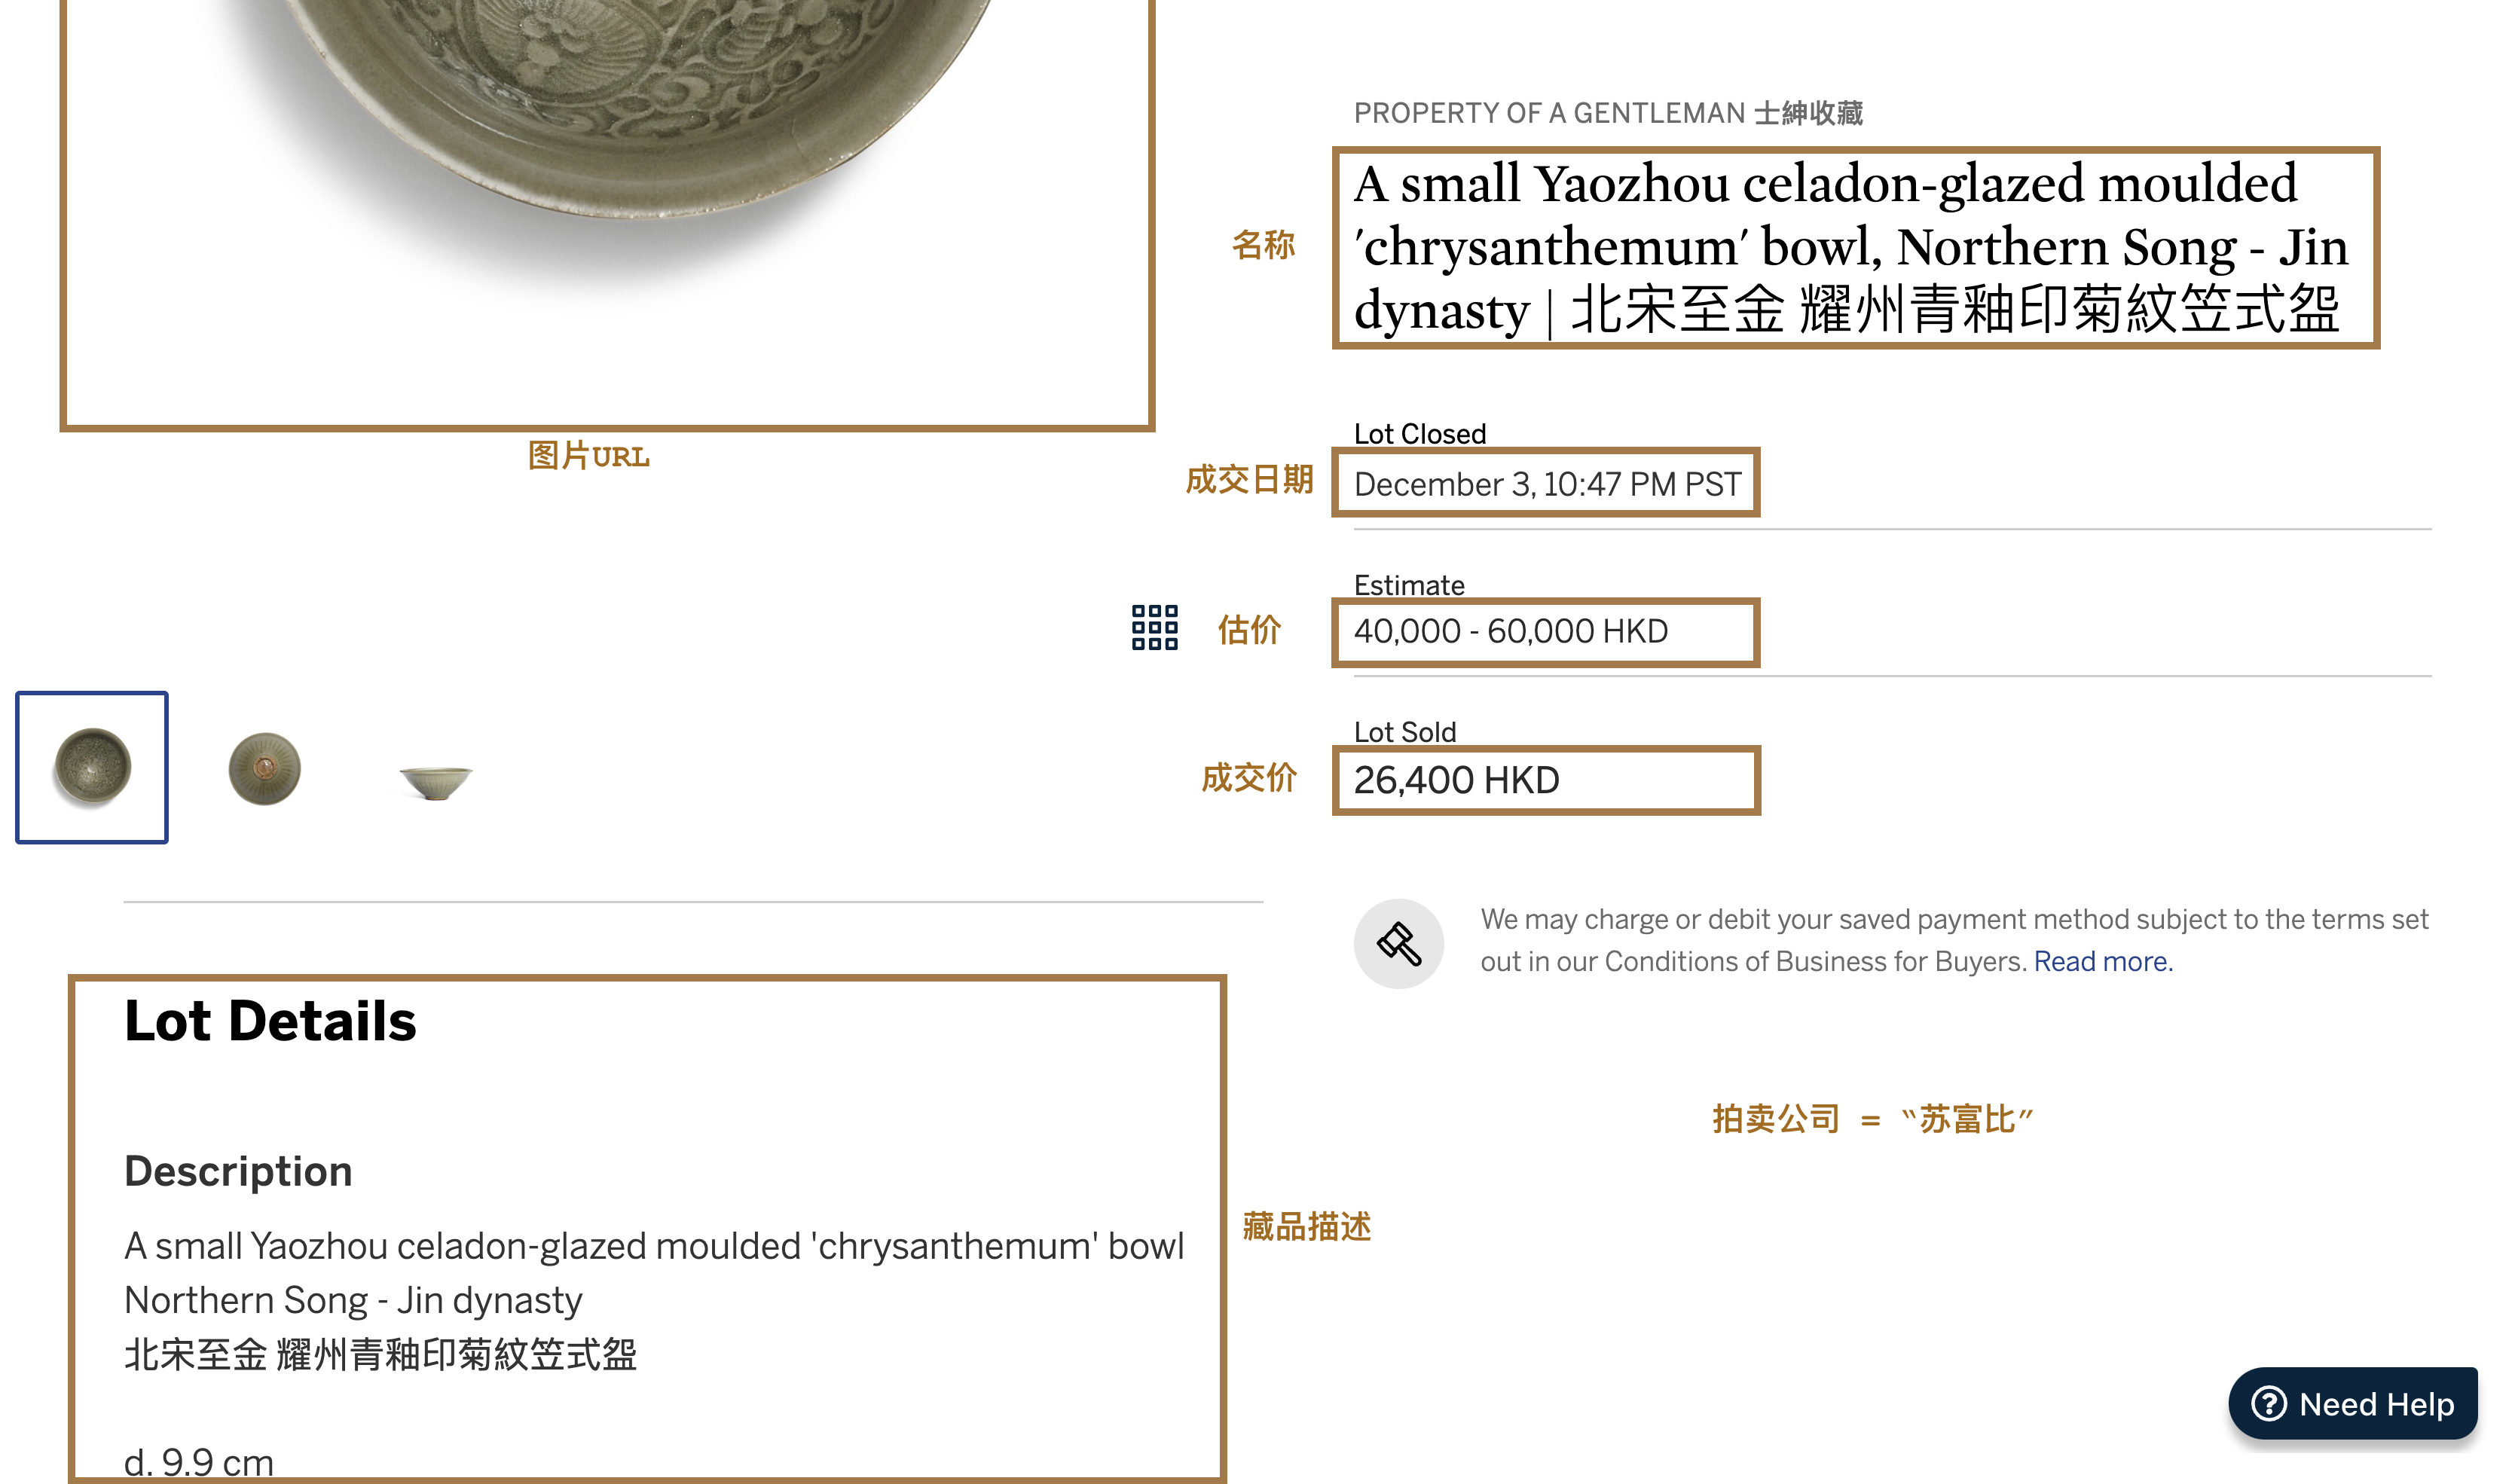 PROPERTY OF A GENTLEMAN 士紳收藏
名称
A small Yaozhou celadon-glazed moulded
'chrysanthemum' bowl, Northern Song - Jin
dynasty | 北宋至金 耀州青釉印菊紋笠式盌
图片URL
Lot Closed
成交日期
December 3, 10:47 PM PST
Estimate
估价
40,000 - 60,000 HKD
Lot Sold
成交价
26,400 HKD
We may charge or debit your saved payment method subject to the terms set
out in our Conditions of Business for Buyers. Read more.
Lot Details
拍卖公司 = "苏富比"
Description
藏品描述
A small Yaozhou celadon-glazed moulded 'chrysanthemum' bowl
Northern Song - Jin dynasty
北宋至金 耀州青釉印菊紋笠式盌
d. 9.9 cm
Need Help